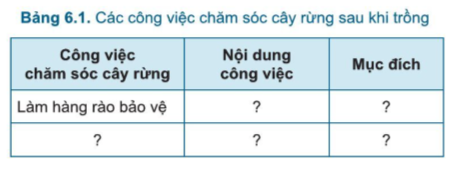 Bảng 6.1. Các công việc chăm sóc cây rừng sau khi trồng
Công việc
chăm sóc cây rừng
Nội dung
công việc
Mục đích
Làm hàng rào bảo vệ
?
?
?
?
?